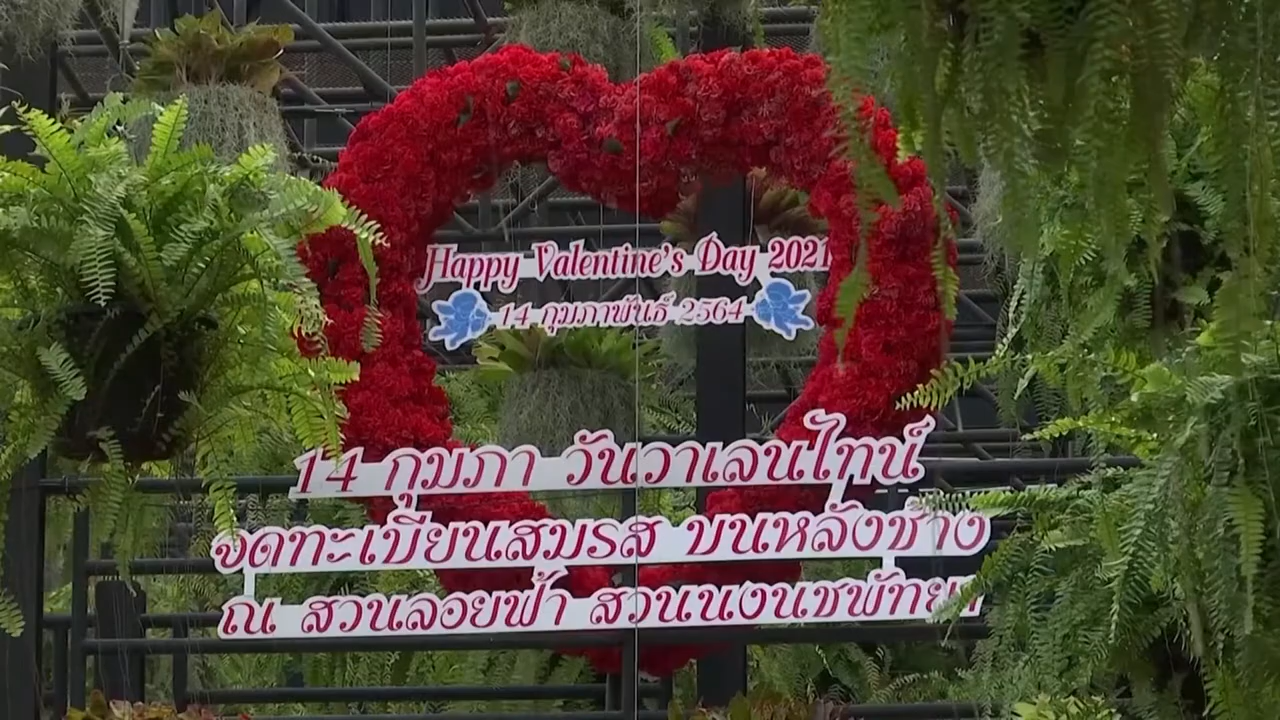 Happy Valentine's Day 2021
14 กุมภาพันธ์ 2564
14 กุมภา วันวาเลนไทน์
จดทะเบียนสมรส บนหลังช้าง
ณ สวนลอยฟ้า สวนนงนุชพัทยา